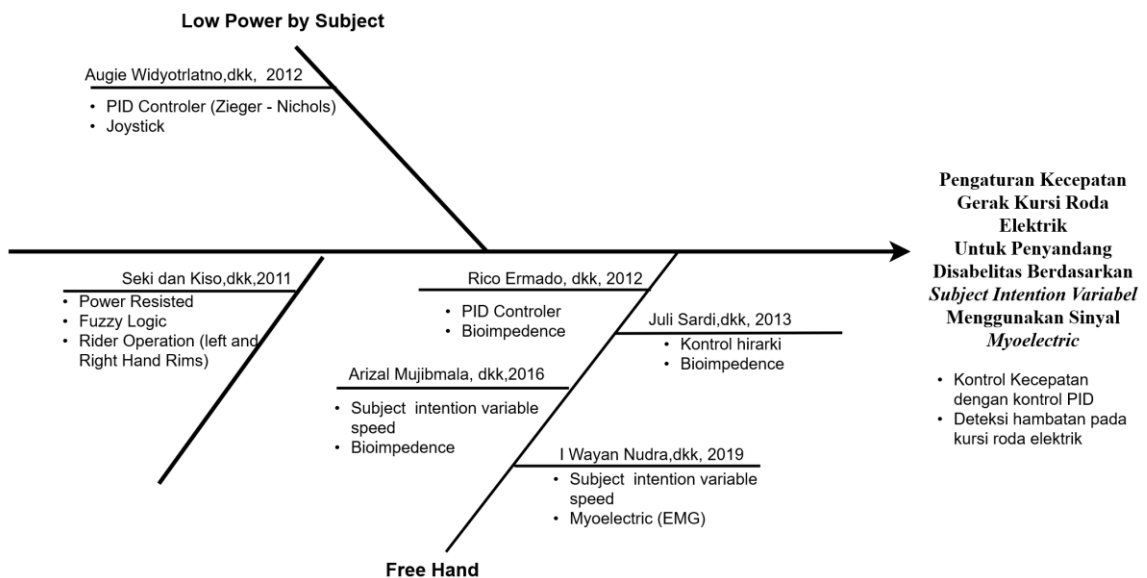 Low Power by Subject
Augie Widyotrlatno,dkk, 2012
• PID Controler (Zieger - Nichols)
• Joystick
Pengaturan Kecepatan
Gerak Kursi Roda
Elektrik
Untuk Penyandang
Disabelitas Berdasarkan
Subject Intention Variabel
Menggunakan Sinyal
Myoelectric
• Kontrol Kecepatan
dengan kontrol PID
• Deteksi hambatan pada
kursi roda elektrik
Seki dan Kiso,dkk,2011
• Power Resisted
• Fuzzy Logic
• Rider Operation (left and
Right Hand Rims)
Rico Ermado, dkk, 2012
• PID Controler
• Bioimpedence
Juli Sardi,dkk, 2013
• Kontrol hirarki
• Bioimpedence
Arizal Mujibmala, dkk,2016
• Subject intention variable
speed
• Bioimpedence
I Wayan Nudra,dkk, 2019
• Subject intention variable
speed
• Myoelectric (EMG)
Free Hand